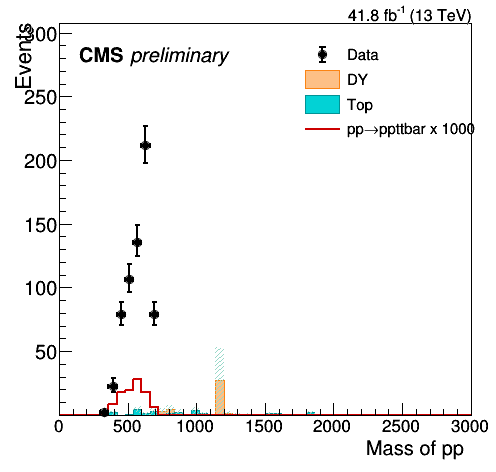 41.8 fb-1 (13 TeV)
Events
CMS preliminary
Data
DY
Top
pp→ppttbar x 1000
300
250
200
150
100
50
0 500 1000 1500 2000 2500 3000
Mass of pp